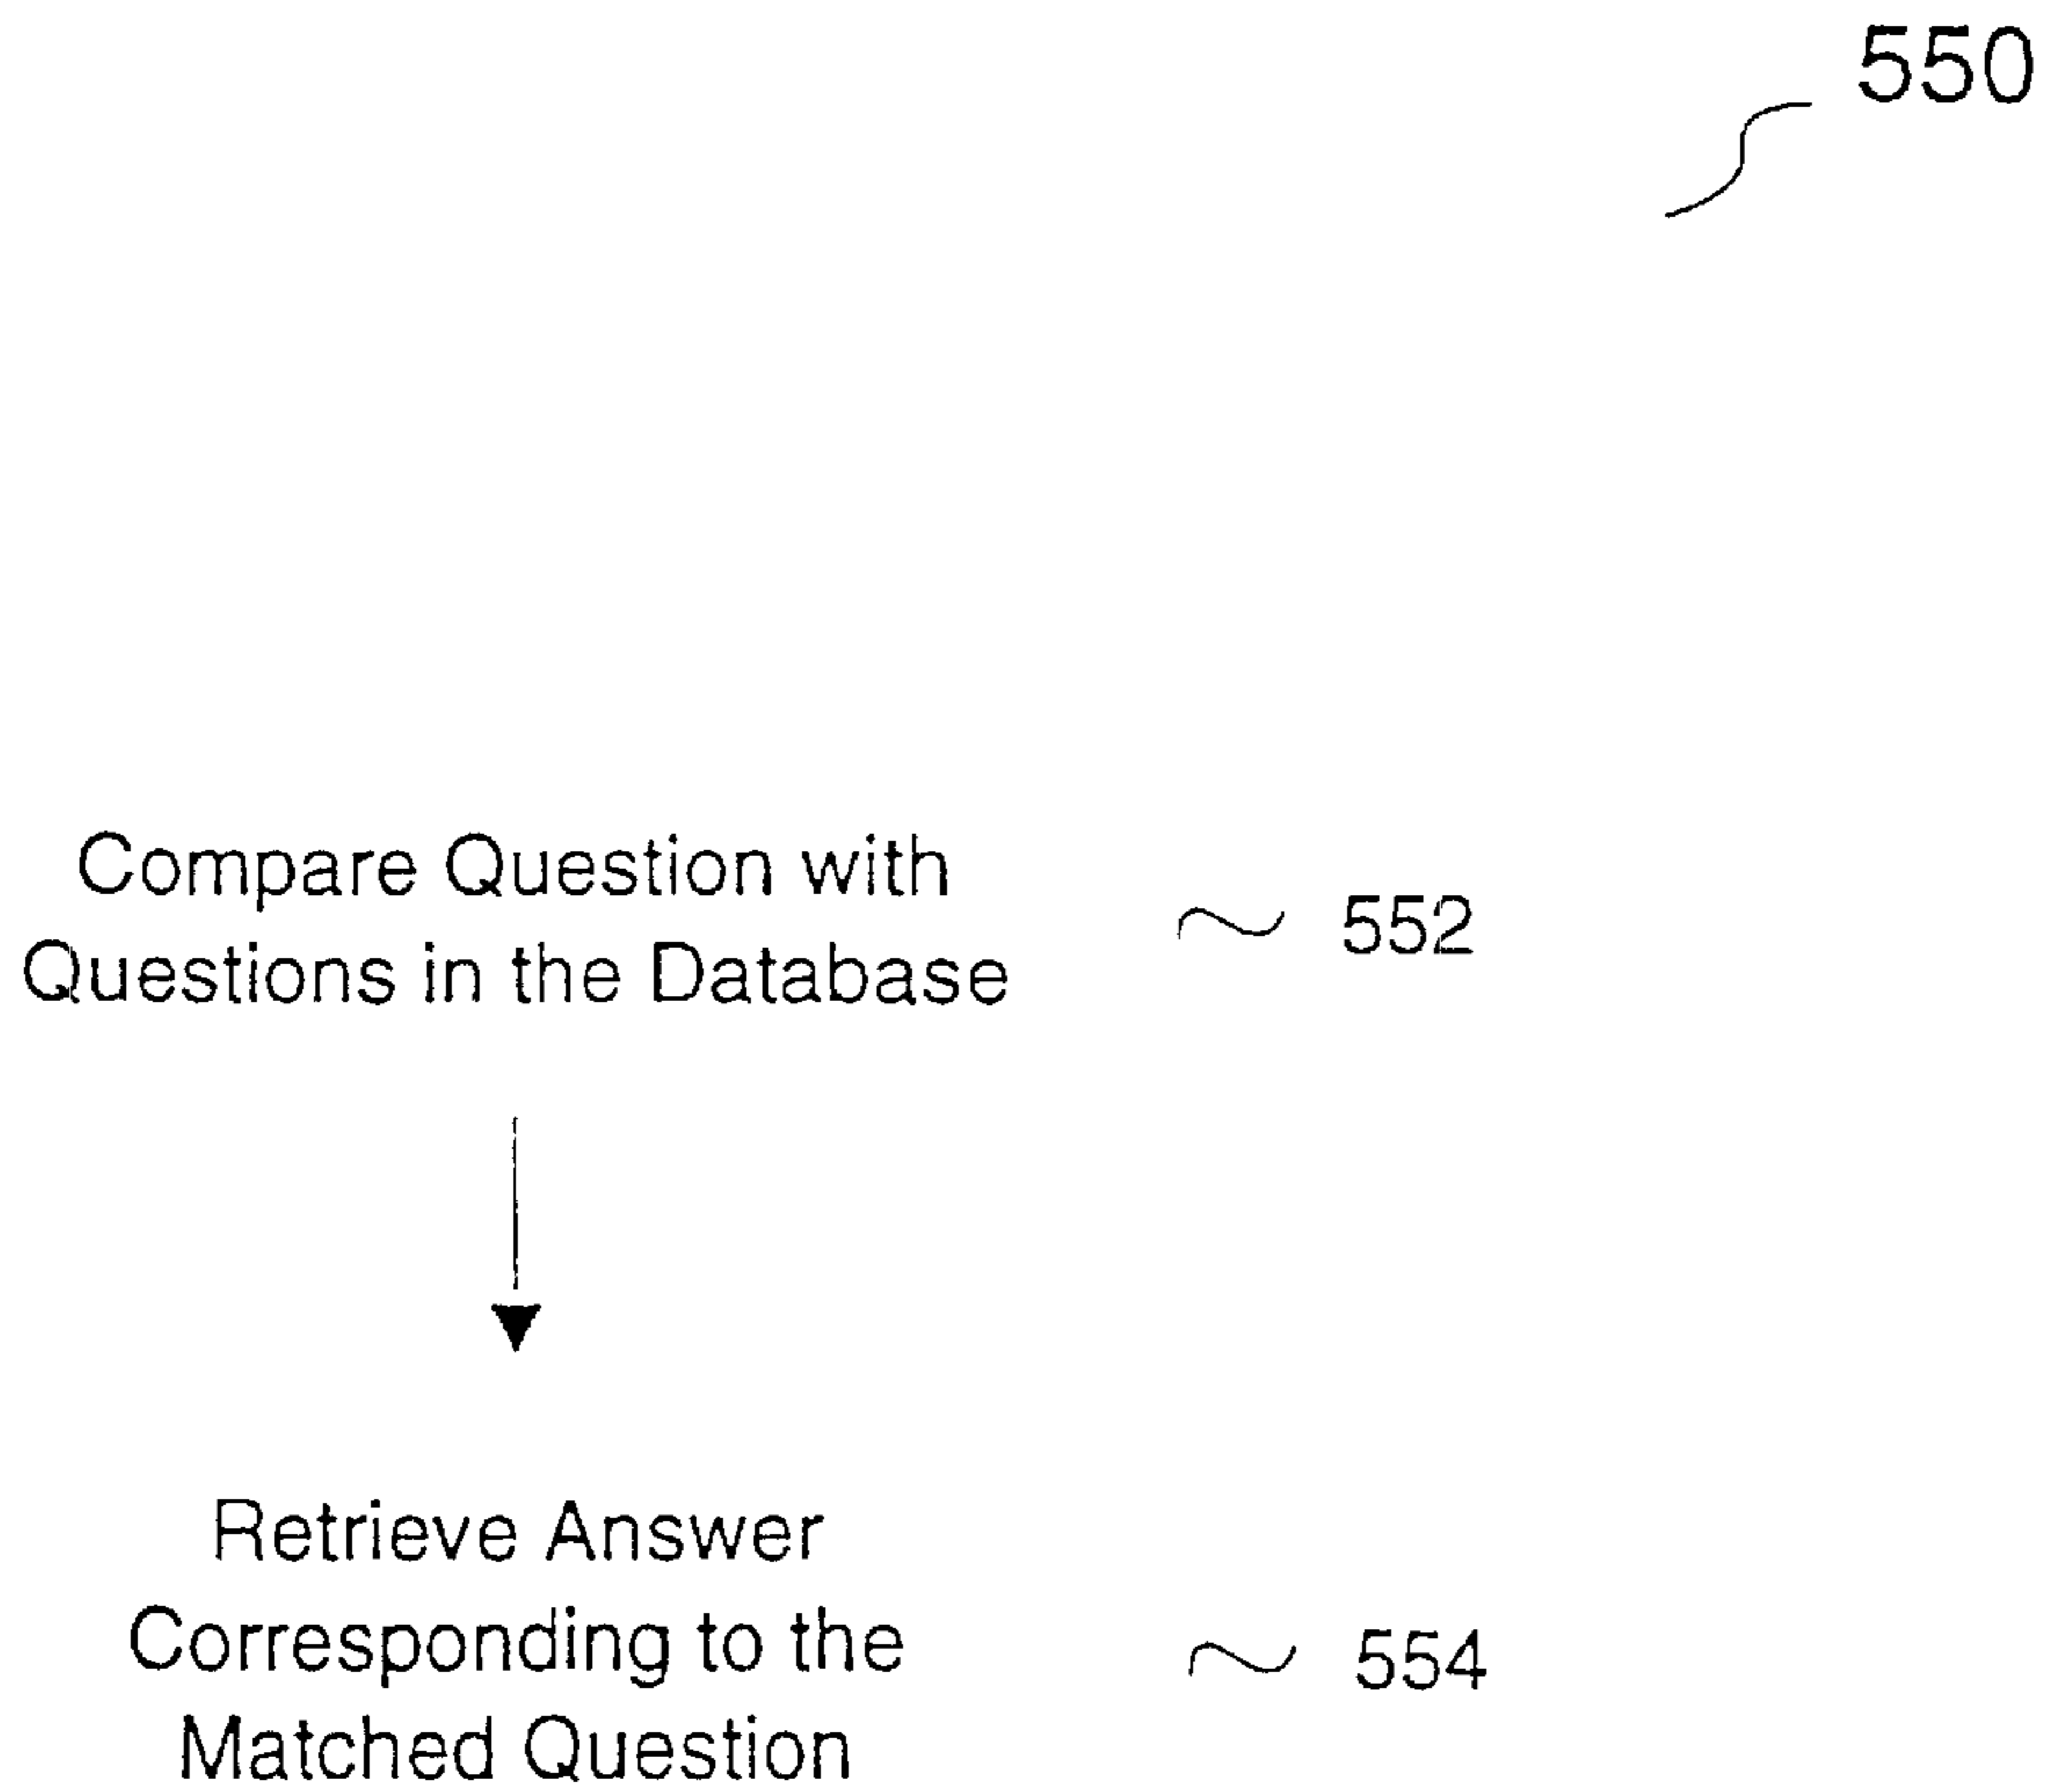 550
Compare Question with
Questions in the Database
552
Retrieve Answer
Corresponding to the
Matched Question
554